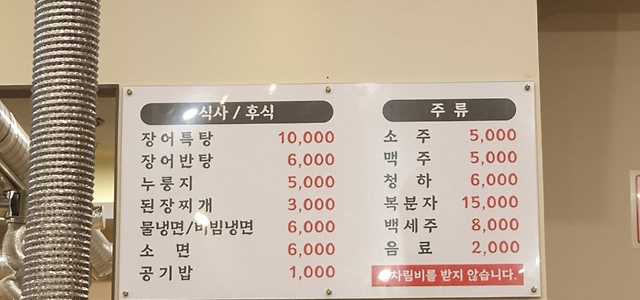 식사 / 후식
장어특탕 10,000
장어반탕 6,000
누룽지 5,000
된장찌개 3,000
물냉면/비빔냉면 6,000
소 면 6,000
공기밥 1,000
주 류
소 주 5,000
맥 주 5,000
청 하 6,000
복분자 15,000
백세주 8,000
음 료 2,000
차림비를 받지 않습니다.